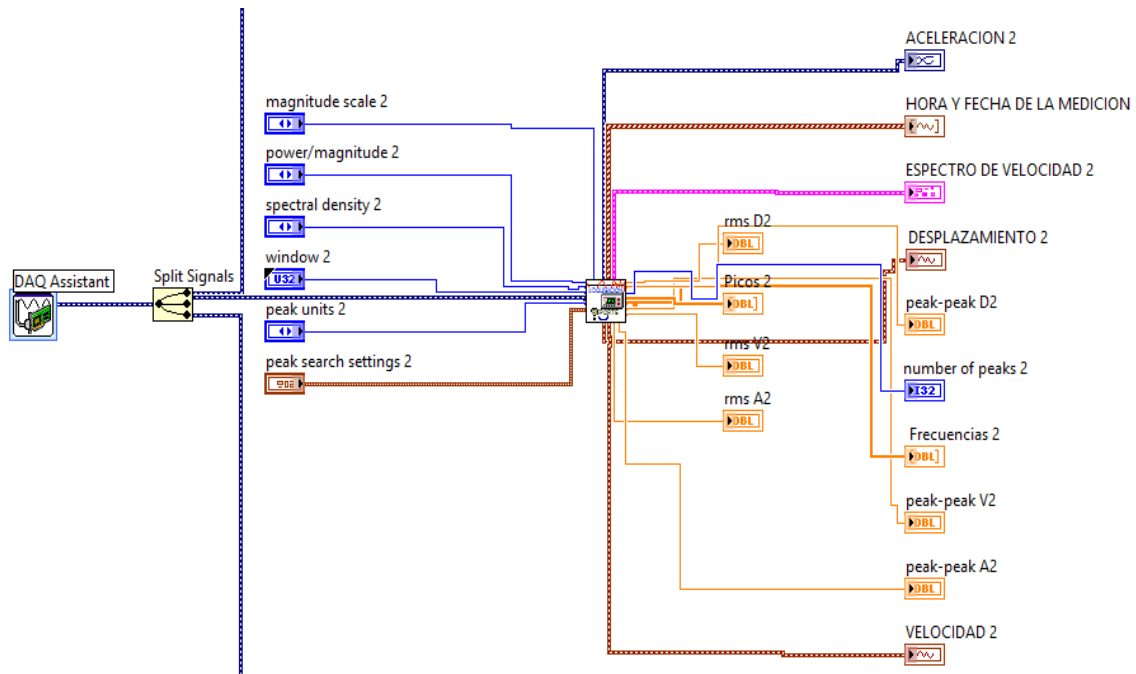 DAQ Assistant
Split Signals
magnitude scale 2
power/magnitude 2
spectral density 2
window 2
U32
peak units 2
peak search settings 2
rms D2
DBL
Picos 2
DBL]
rms V2
DBL
rms A2
DBL
ACELERACION 2
HORA Y FECHA DE LA MEDICION
ESPECTRO DE VELOCIDAD 2
DESPLAZAMIENTO 2
peak-peak D2
DBL
number of peaks 2
I32
Frecuencias 2
DBL]
peak-peak V2
DBL
peak-peak A2
DBL
VELOCIDAD 2